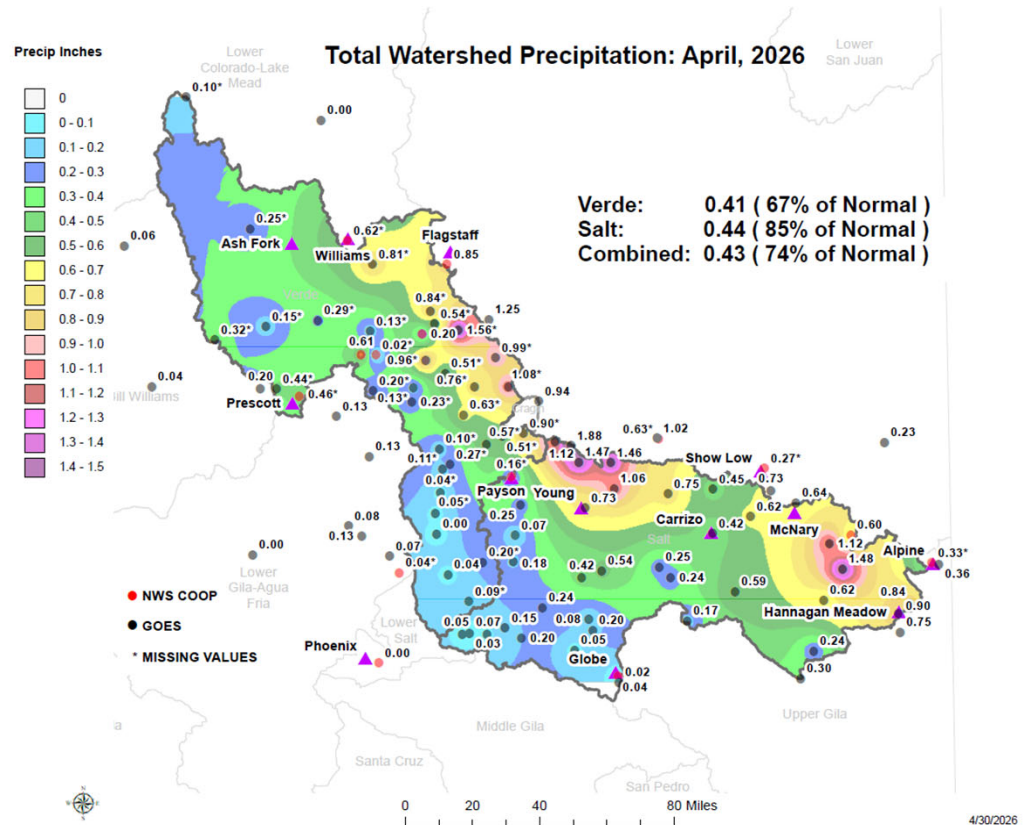 Total Watershed Precipitation: April, 2026
Precip Inches
0
0 - 0.1
0.1 - 0.2
0.2 - 0.3
0.3 - 0.4
0.4 - 0.5
0.5 - 0.6
0.6 - 0.7
0.7 - 0.8
0.8 - 0.9
0.9 - 1.0
1.0 - 1.1
1.1 - 1.2
1.2 - 1.3
1.3 - 1.4
1.4 - 1.5
Verde: 0.41 ( 67% of Normal )
Salt: 0.44 ( 85% of Normal )
Combined: 0.43 ( 74% of Normal )
Lower
Colorado-Lake
Mead
Lower
San Juan
0.10*
0.00
0.06
0.25*
Ash Fork
0.62*
Williams
0.81*
Flagstaff
0.85
0.84*
1.25
0.54*
0.20
1.56*
0.29*
0.15*
0.13*
0.32*
0.61
0.02*
0.96*
0.99*
0.51*
0.76*
1.08*
0.04
ill Williams
0.20
0.44*
0.46*
Prescott
0.20*
0.13*
0.23*
0.94
0.13
0.63*
0.90*
0.57*
0.51*
0.13
0.10*
0.27*
0.11*
0.04*
0.05*
0.00
0.16*
Payson
0.25
0.07
1.12
1.88
1.47
1.46
0.63*
1.02
0.23
1.06
Young
0.73
0.75
Show Low
0.27*
0.73
0.45
0.64
0.62
McNary
Carrizo
0.42
Salt
0.60
1.12
1.48
Alpine
0.33*
0.36
0.08
0.13
0.00
0.07*
0.04*
0.04
0.20*
0.18
0.42
0.54
0.25
0.24
0.59
0.62
0.84
Hannagan Meadow
0.90
0.75
Lower
Gila-Agua
Fria
0.09*
0.24
0.17
0.05
0.07
0.03
0.15
0.20
0.08
0.20
0.05
0.24
0.30
Globe
0.02
0.04
Lower
Salt
Phoenix
0.00
NWS COOP
GOES
* MISSING VALUES
Middle Gila
Upper Gila
Santa Cruz
San Pedro
0 20 40 80 Miles
4/30/2026